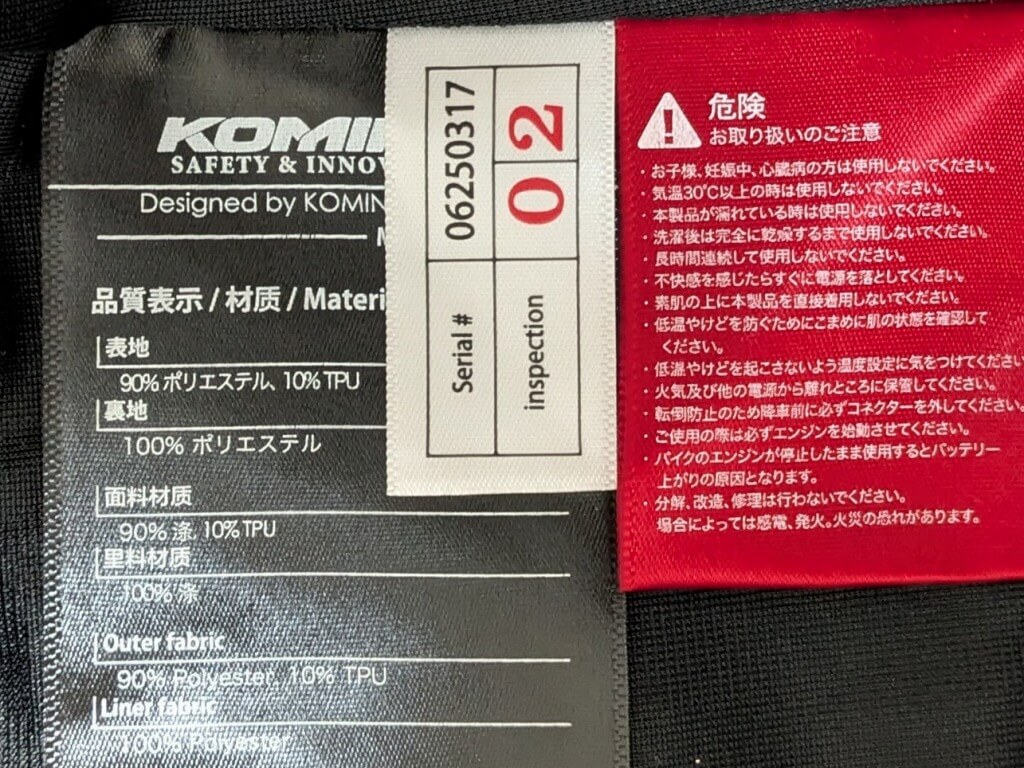 SAFETY &
Designed by
品質表示 / 材质 /
表地
90% ポリエステル、10% TPU
裏地
100% ポリエステル
面料材质
90% 涤, 10% TPU
里料材质
100% 涤
Outer fabric
90% Polyester, 10% TPU
Liner fabric
100% Polyester
Serial # 06250317
inspection 02
危険
お取り扱いのご注意
・お子様、妊娠中、心臓病の方は使用しないでください。
・気温30℃以上の時は使用しないでください。
・本製品が濡れている時は使用しないでください。
・洗濯後は完全に乾燥するまで使用しないでください。
・長時間連続して使用しないでください。
・不快感を感じたらすぐに電源を落としてください。
・素肌の上に本製品を直接着用しないでください。
・低温やけどを防ぐためにこまめに肌の状態を確認して
ください。
・低温やけどを起こさないよう温度設定に気をつけてください
・火気及び他の電源から離れところに保管してください。
・転倒防止のため降車前に必ずコネクターを外してください。
・ご使用の際は必ずエンジンを始動させてください。
・バイクのエンジンが停止したまま使用するとバッテリー
上がりの原因となります。
・分解、改造、修理は行わないでください。
場合によっては感電、発火。火災の恐れがあります。